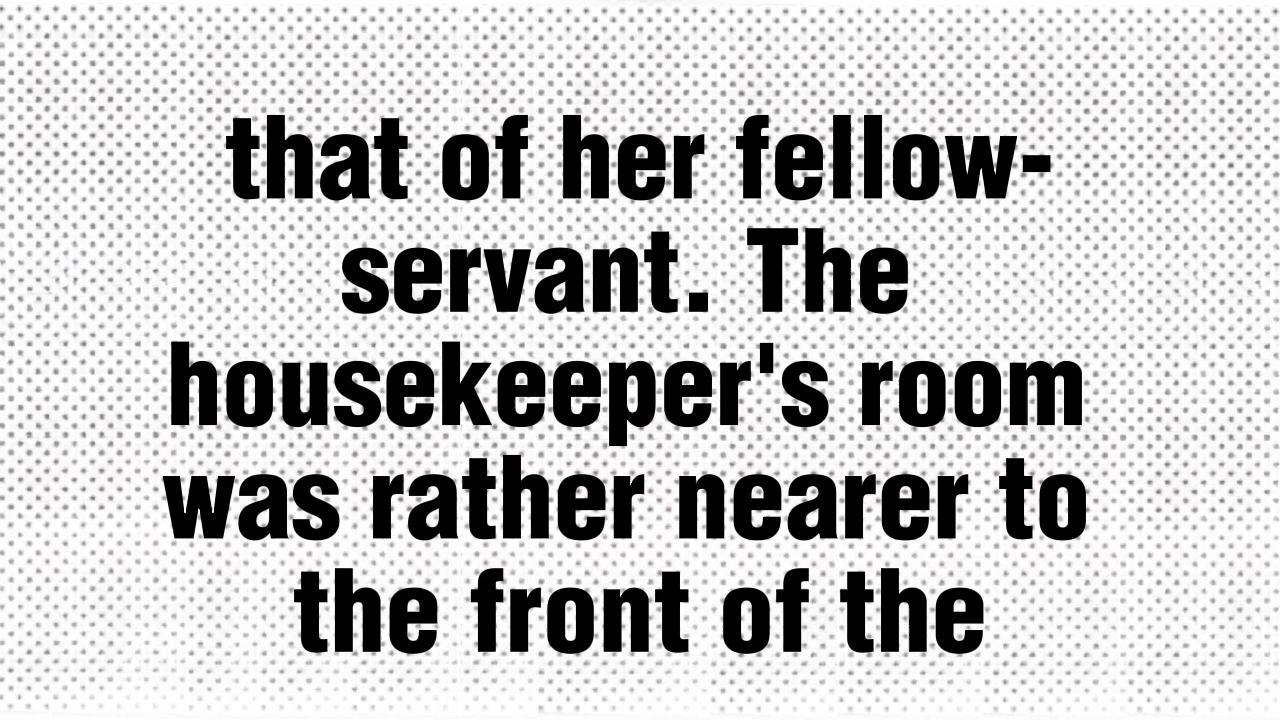 that of her fellow-
servant. The
housekeeper's room
was rather nearer to
the front of the